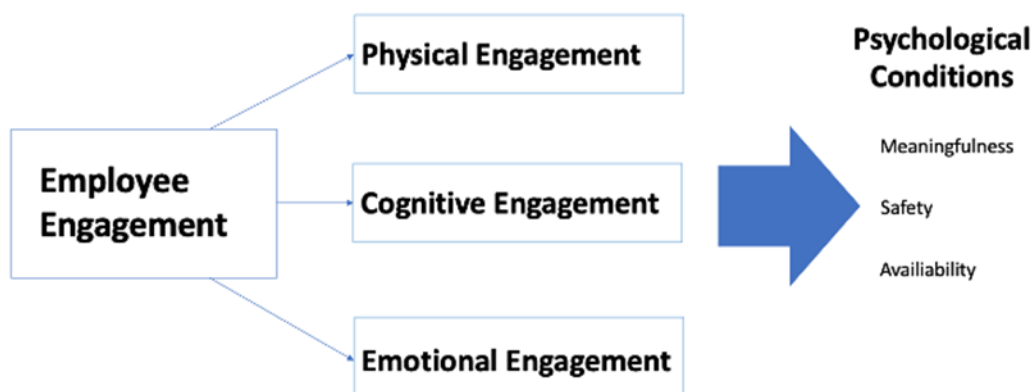 Employee
Engagement
Physical Engagement
Cognitive Engagement
Emotional Engagement
Psychological
Conditions
Meaningfulness
Safety
Availiability